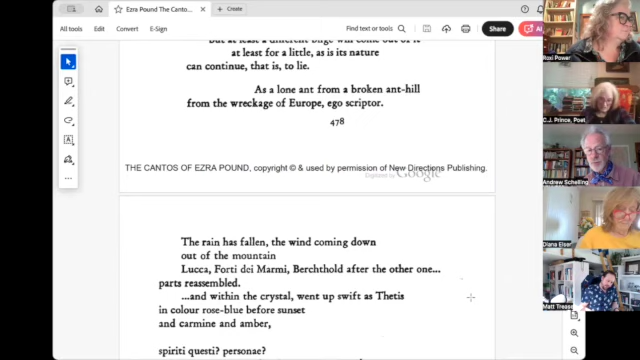 Ezra Pound The Cantos...
+ Create
All tools
Edit
Convert
E-Sign
Find text or tools
Share
at least for a little, as is its nature
can continue, that is, to lie.
As a lone ant from a broken ant-hill
from the wreckage of Europe, ego scriptor.
478
THE CANTOS OF EZRA POUND, copyright © & used by permission of New Directions Publishing.
Digitized by Google
The rain has fallen, the wind coming down
out of the mountain
Lucca, Forti dei Marmi, Berchthold after the other one...
parts reassembled.
...and within the crystal, went up swift as Thetis
in colour rose-blue before sunset
and carmine and amber,
spiriti questi? personae?
Roxi Power
C.J. Prince, Poet
Andrew Schelling